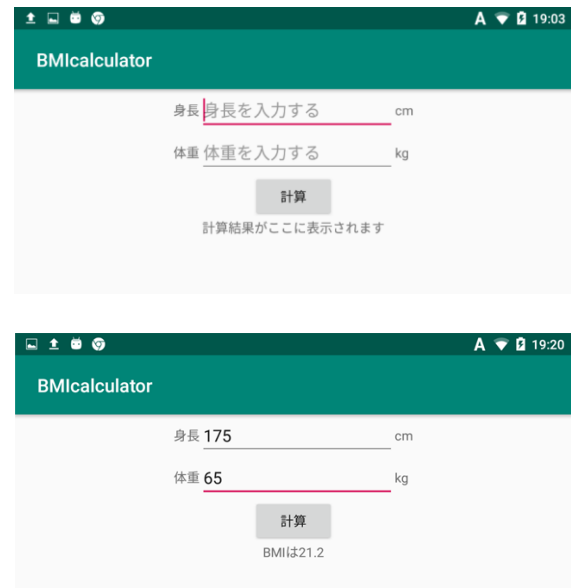 A 19:03
BMIcalculator
身長 身長を入力する cm
体重 体重を入力する kg
計算
計算結果がここに表示されます
A 19:20
BMIcalculator
身長 175 cm
体重 65 kg
計算
BMIは21.2